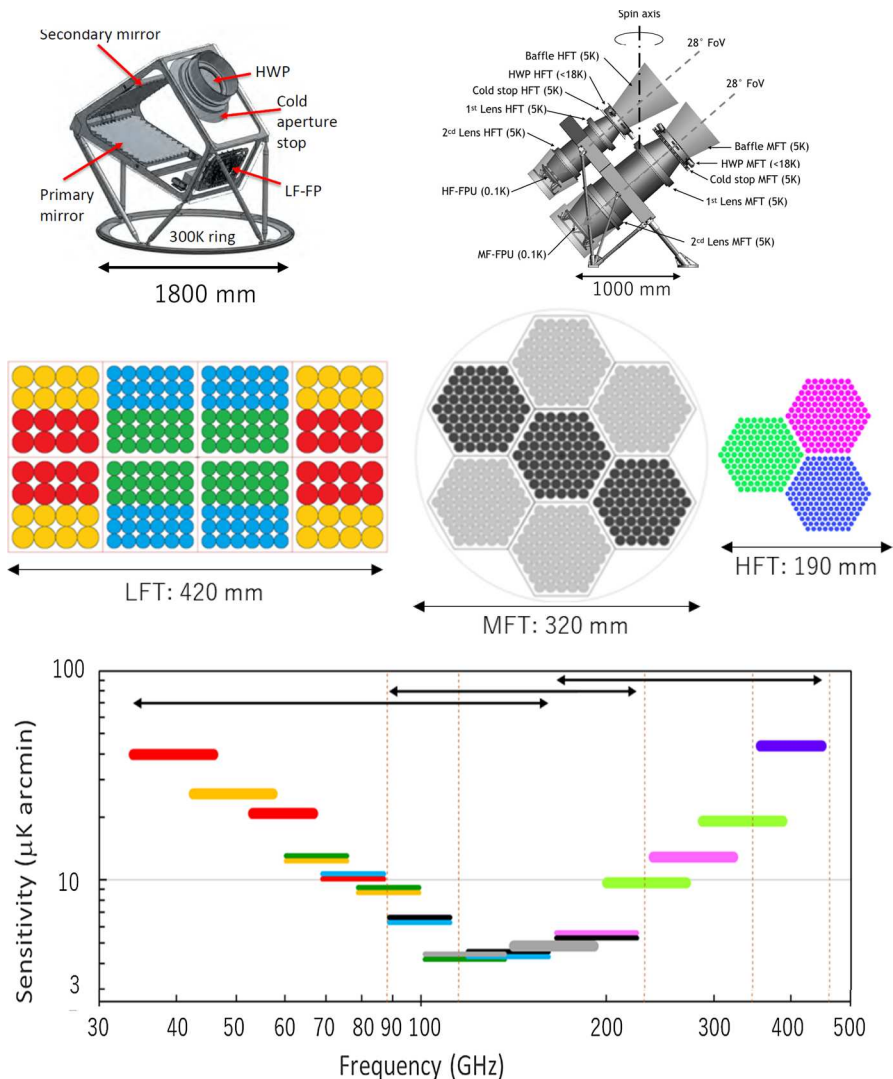 Secondary mirror
HWP
Cold
aperture
stop
Primary
mirror
LF-FP
300K ring
1800 mm
Spin axis
28° FoV
Baffle HFT (5K)
HWP HFT (<18K)
Cold stop HFT (5K)
1st Lens HFT (5K)
2cd Lens HFT (5K)
28° FoV
Baffle MFT (5K)
HWP MFT (<18K)
Cold stop MFT (5K)
1st Lens MFT (5K)
HF-FPU (0.1K)
2cd Lens MFT (5K)
MF-FPU (0.1K)
1000 mm
LFT: 420 mm
MFT: 320 mm
HFT: 190 mm
Sensitivity (μK arcmin)
100
10
3
30 40 50 60 70 80 90 100 200 300 400 500
Frequency (GHz)